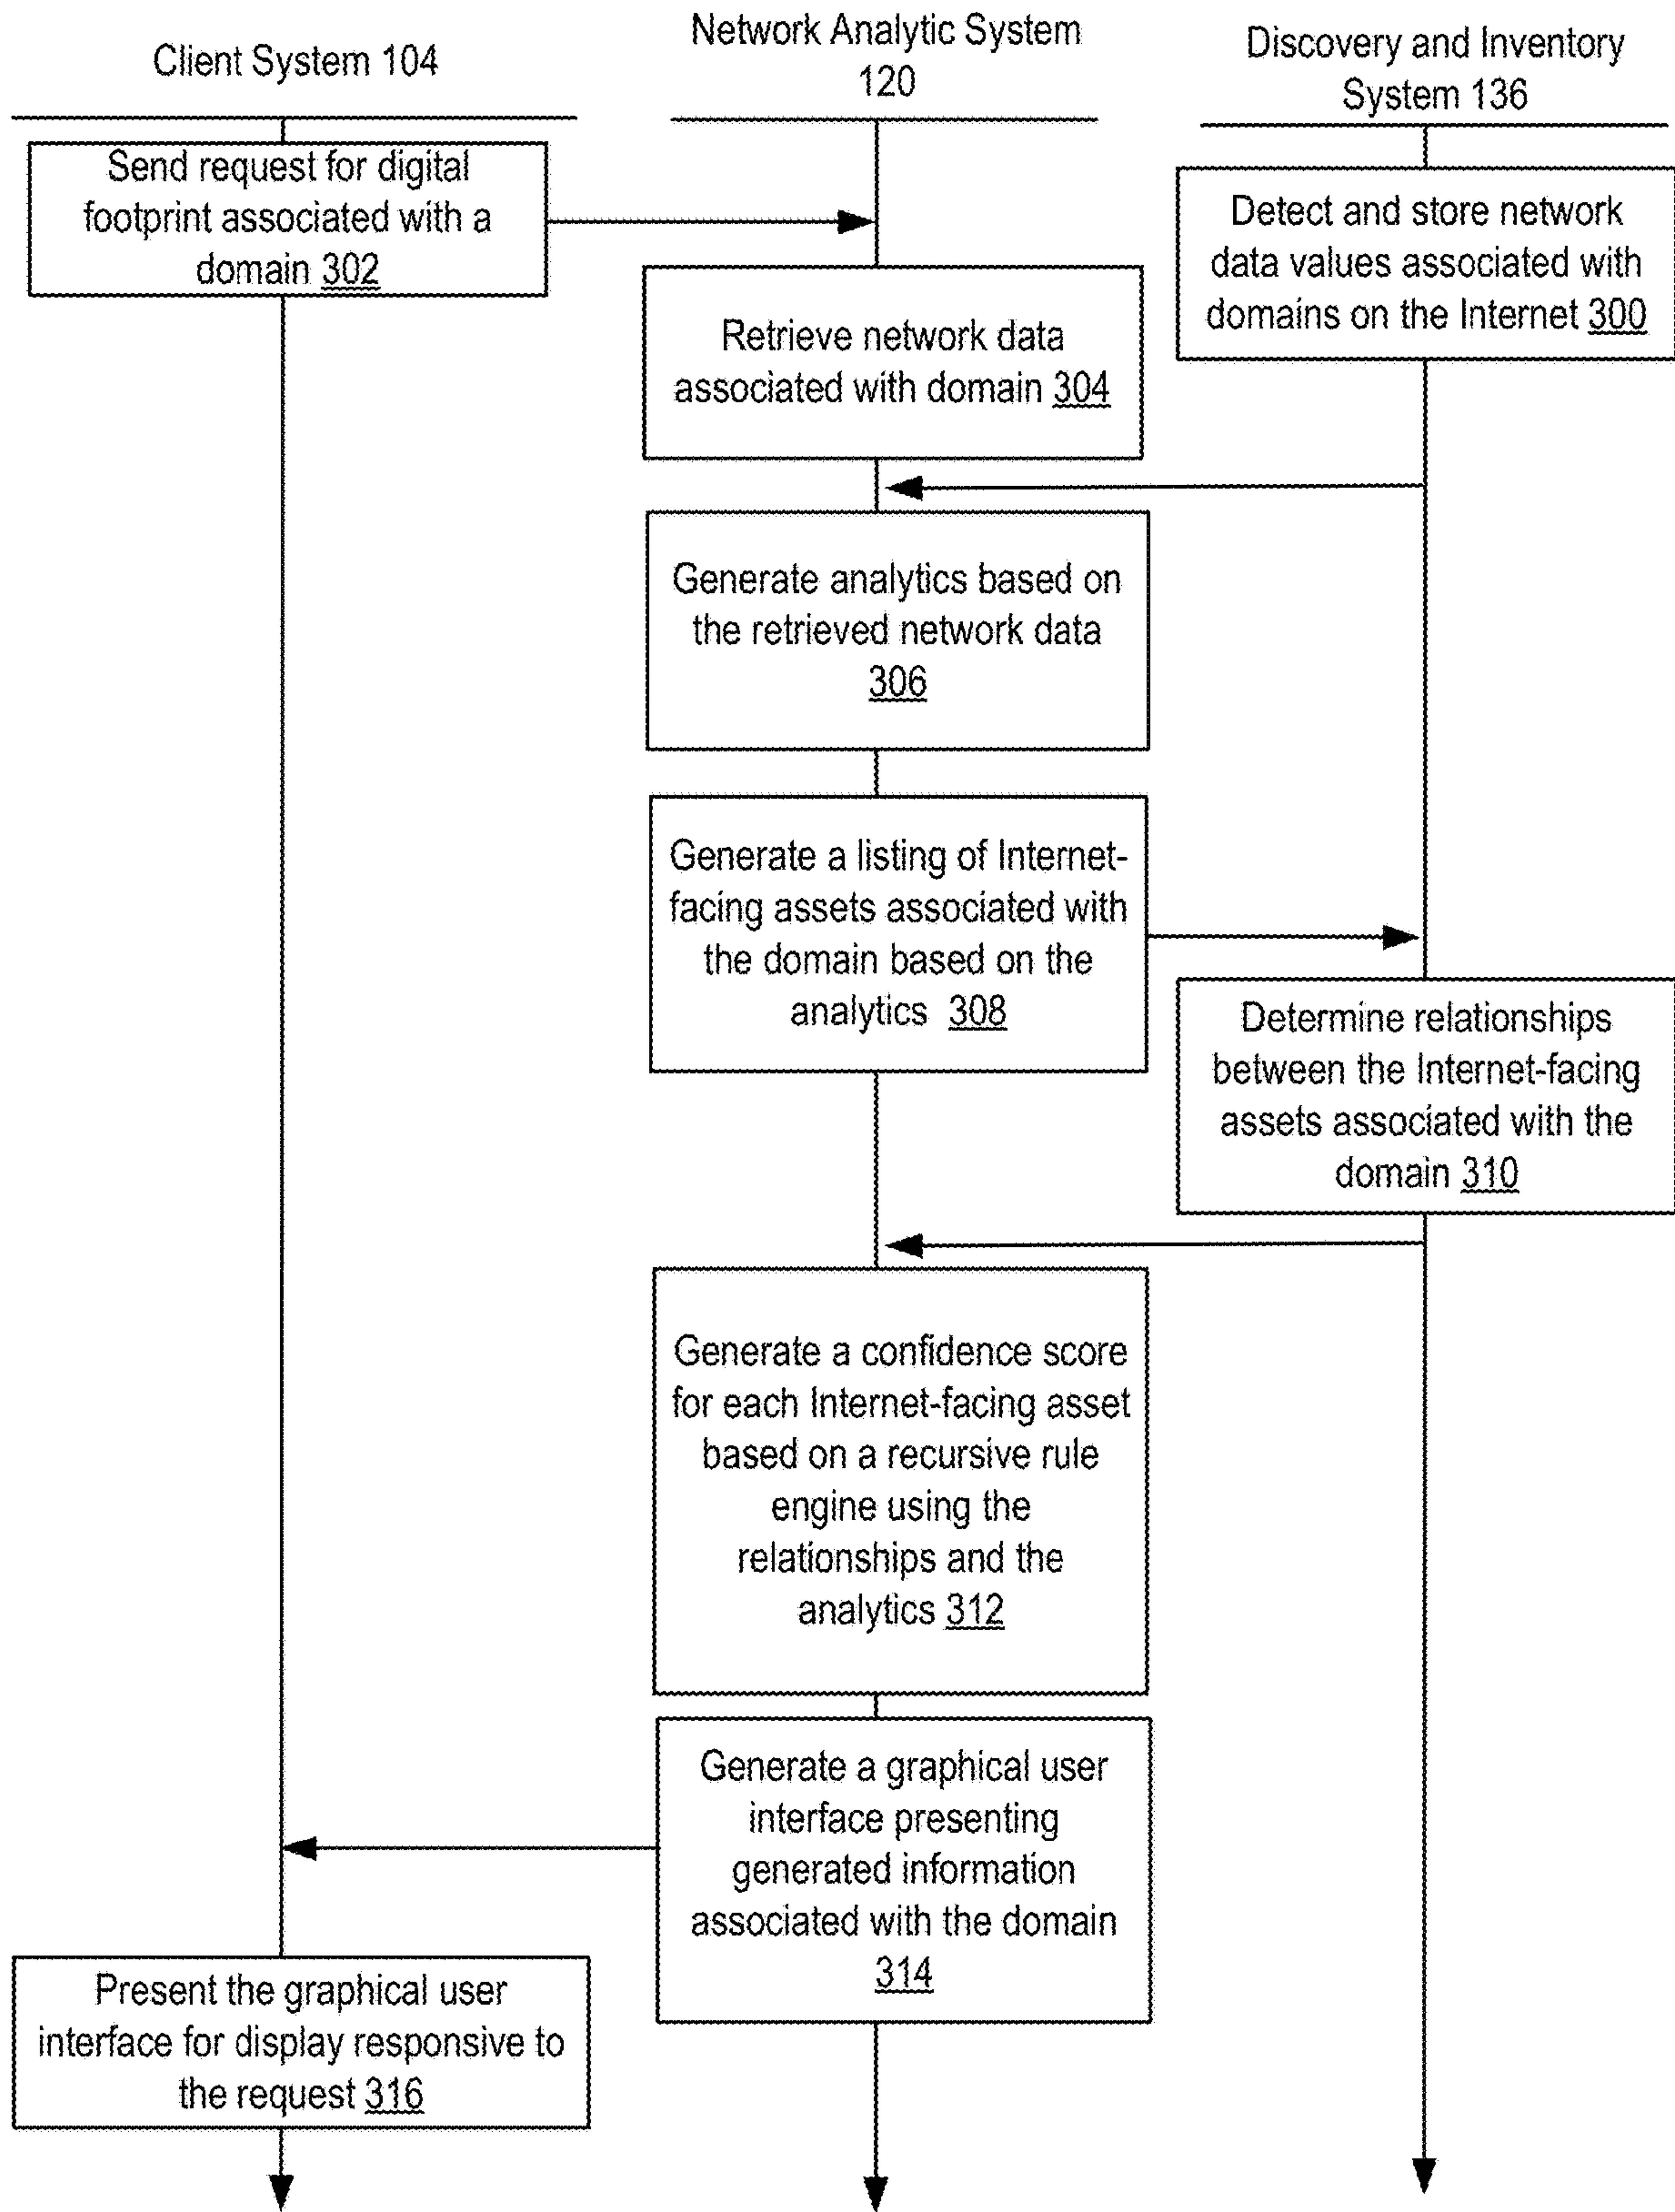 Client System 104
Network Analytic System
120
Discovery and Inventory
System 136
Send request for digital
footprint associated with a
domain 302
Detect and store network
data values associated with
domains on the Internet 300
Retrieve network data
associated with domain 304
Generate analytics based on
the retrieved network data
306
Generate a listing of Internet-
facing assets associated with
the domain based on the
analytics 308
Determine relationships
between the Internet-facing
assets associated with the
domain 310
Generate a confidence score
for each Internet-facing asset
based on a recursive rule
engine using the
relationships and the
analytics 312
Generate a graphical user
interface presenting
generated information
associated with the domain
314
Present the graphical user
interface for display responsive to
the request 316